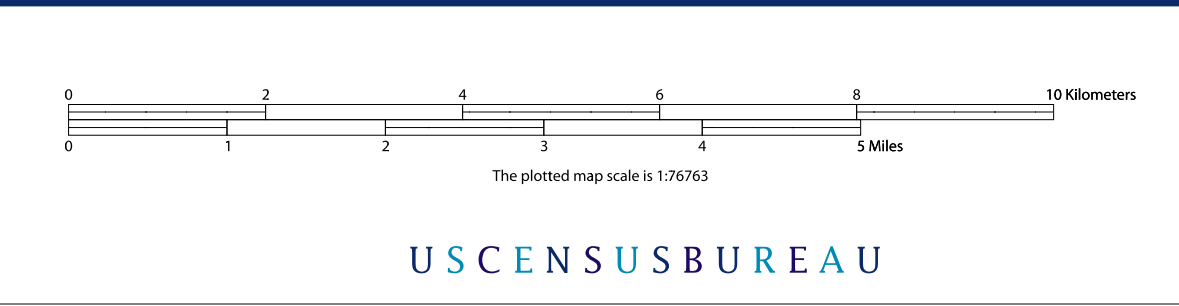 0 2 4 6 8 10 Kilometers
0 1 2 3 4 5 Miles
The plotted map scale is 1:76763
USCENSUSBUREAU